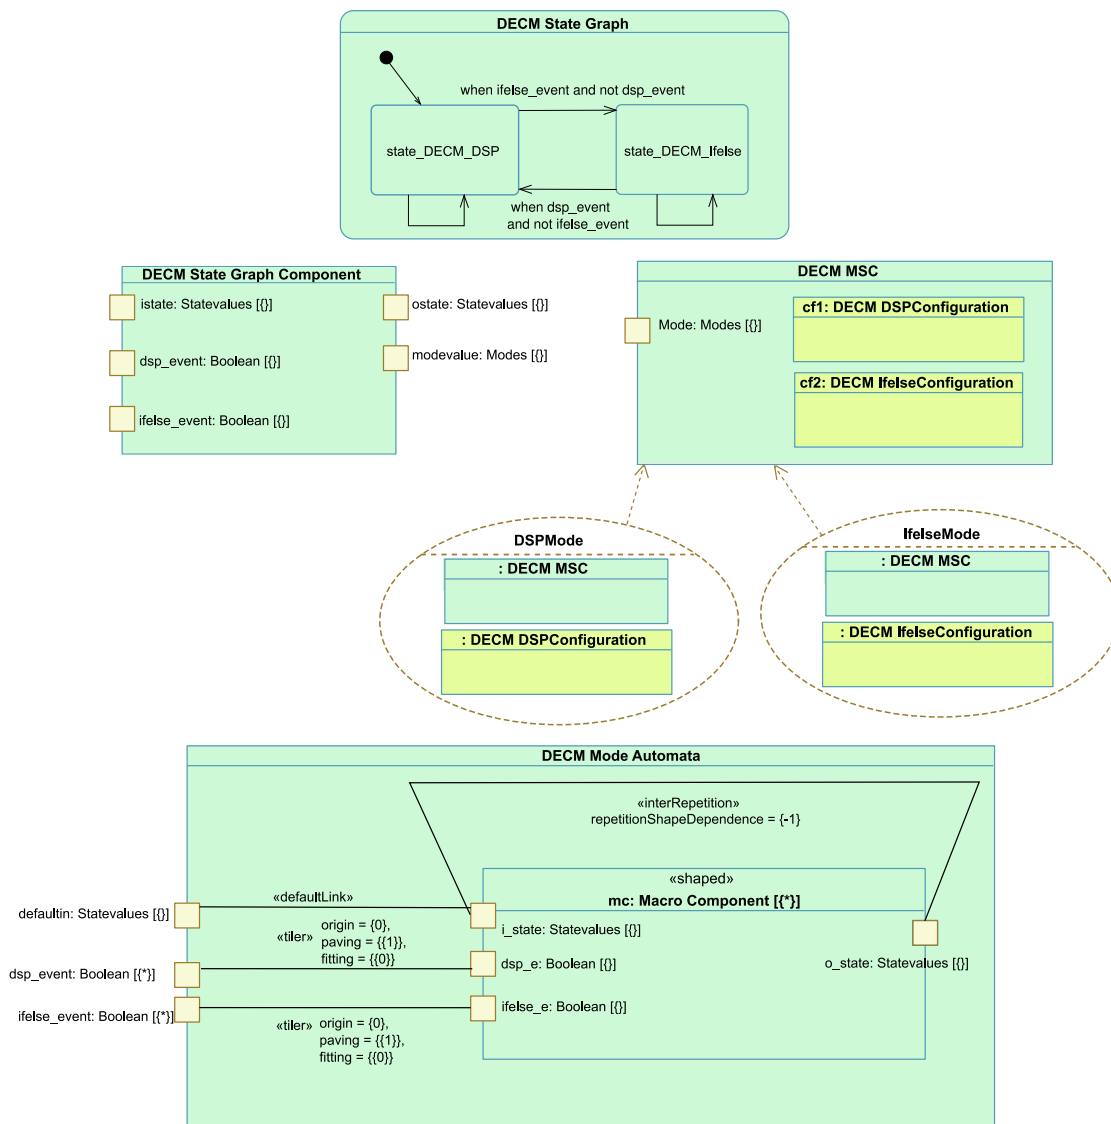 DECM State Graph
when ifelse_event and not dsp_event
state_DECM_DSP
state_DECM_Ifelse
when dsp_event
and not ifelse_event
DECM State Graph Component
istate: Statevalues [{}]
ostate: Statevalues [{}]
dsp_event: Boolean [{}]
modevalue: Modes [{}]
ifelse_event: Boolean [{}]
DECM MSC
Mode: Modes [{}]
cf1: DECM DSPConfiguration
cf2: DECM IfelseConfiguration
DSPMode
: DECM MSC
: DECM DSPConfiguration
IfelseMode
: DECM MSC
: DECM IfelseConfiguration
DECM Mode Automata
«interRepetition»
repetitionShapeDependence = {-1}
«shaped»
mc: Macro Component [{*}]
«defaultLink»
defaultin: Statevalues [{}]
i_state: Statevalues [{}]
«tiler»
origin = {0},
paving = {{1}},
fitting = {{0}}
dsp_event: Boolean [{*}]
dsp_e: Boolean [{}]
o_state: Statevalues [{}]
ifelse_event: Boolean [{*}]
ifelse_e: Boolean [{}]
«tiler»
origin = {0},
paving = {{1}},
fitting = {{0}}